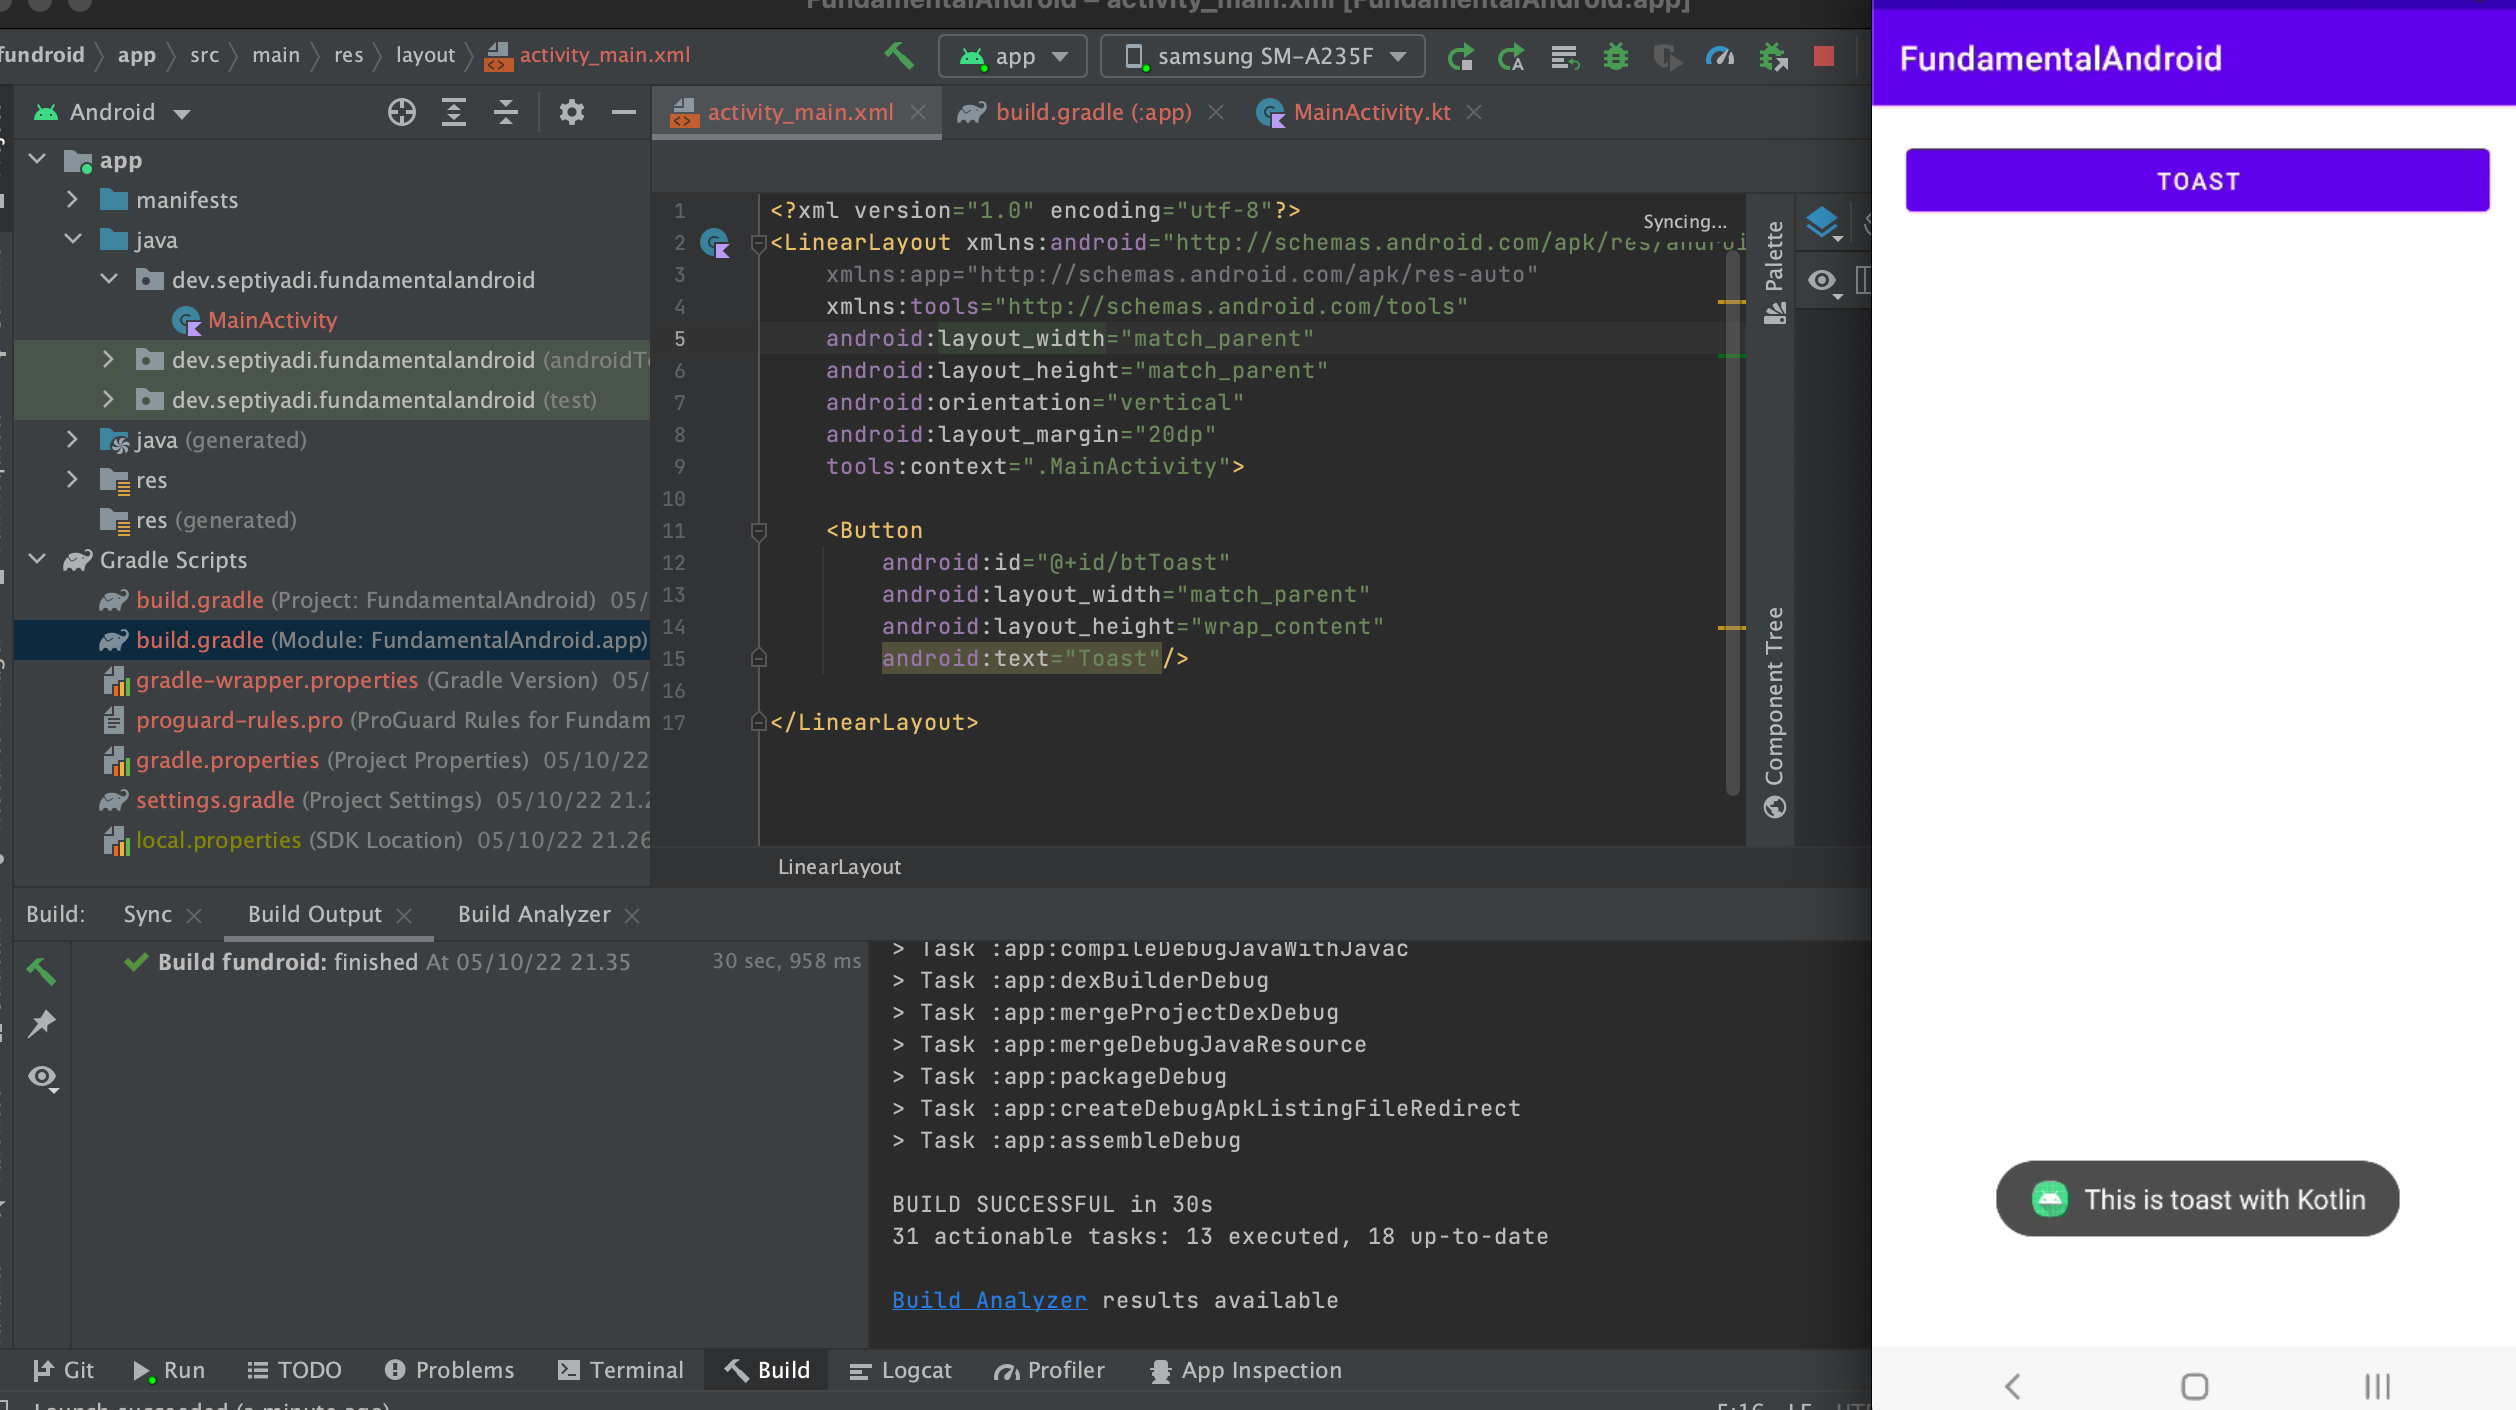 FundamentalAndroid – activity_main.xml [FundamentalAndroid.app]
fundroid app src main res layout activity_main.xml app samsung SM-A235F
Android
activity_main.xml build.gradle (:app) MainActivity.kt
app
manifests
java
dev.septiyadi.fundamentalandroid
MainActivity
dev.septiyadi.fundamentalandroid (androidTe
dev.septiyadi.fundamentalandroid (test)
java (generated)
res
res (generated)
Gradle Scripts
build.gradle (Project: FundamentalAndroid) 05/
build.gradle (Module: FundamentalAndroid.app)
gradle-wrapper.properties (Gradle Version) 05/
proguard-rules.pro (ProGuard Rules for Fundam
gradle.properties (Project Properties) 05/10/22
settings.gradle (Project Settings) 05/10/22 21.2
local.properties (SDK Location) 05/10/22 21.26
1 <?xml version="1.0" encoding="utf-8"?>
Syncing...
2 <LinearLayout xmlns:android="http://schemas.android.com/apk/res/androi
3 xmlns:app="http://schemas.android.com/apk/res-auto"
4 xmlns:tools="http://schemas.android.com/tools"
5 android:layout_width="match_parent"
6 android:layout_height="match_parent"
7 android:orientation="vertical"
8 android:layout_margin="20dp"
9 tools:context=".MainActivity">
10
11 <Button
12 android:id="@+id/btToast"
13 android:layout_width="match_parent"
14 android:layout_height="wrap_content"
15 android:text="Toast"/>
16
17 </LinearLayout>
LinearLayout
Palette
Component Tree
Build: Sync Build Output Build Analyzer
Build fundroid: finished At 05/10/22 21.35 30 sec, 958 ms
> Task :app:compileDebugJavaWithJavac
> Task :app:dexBuilderDebug
> Task :app:mergeProjectDexDebug
> Task :app:mergeDebugJavaResource
> Task :app:packageDebug
> Task :app:createDebugApkListingFileRedirect
> Task :app:assembleDebug
BUILD SUCCESSFUL in 30s
31 actionable tasks: 13 executed, 18 up-to-date
Build Analyzer results available
Git Run TODO Problems Terminal Build Logcat Profiler App Inspection
Launch succeeded (a minute ago) 5:16 LF UTF
FundamentalAndroid
TOAST
This is toast with Kotlin